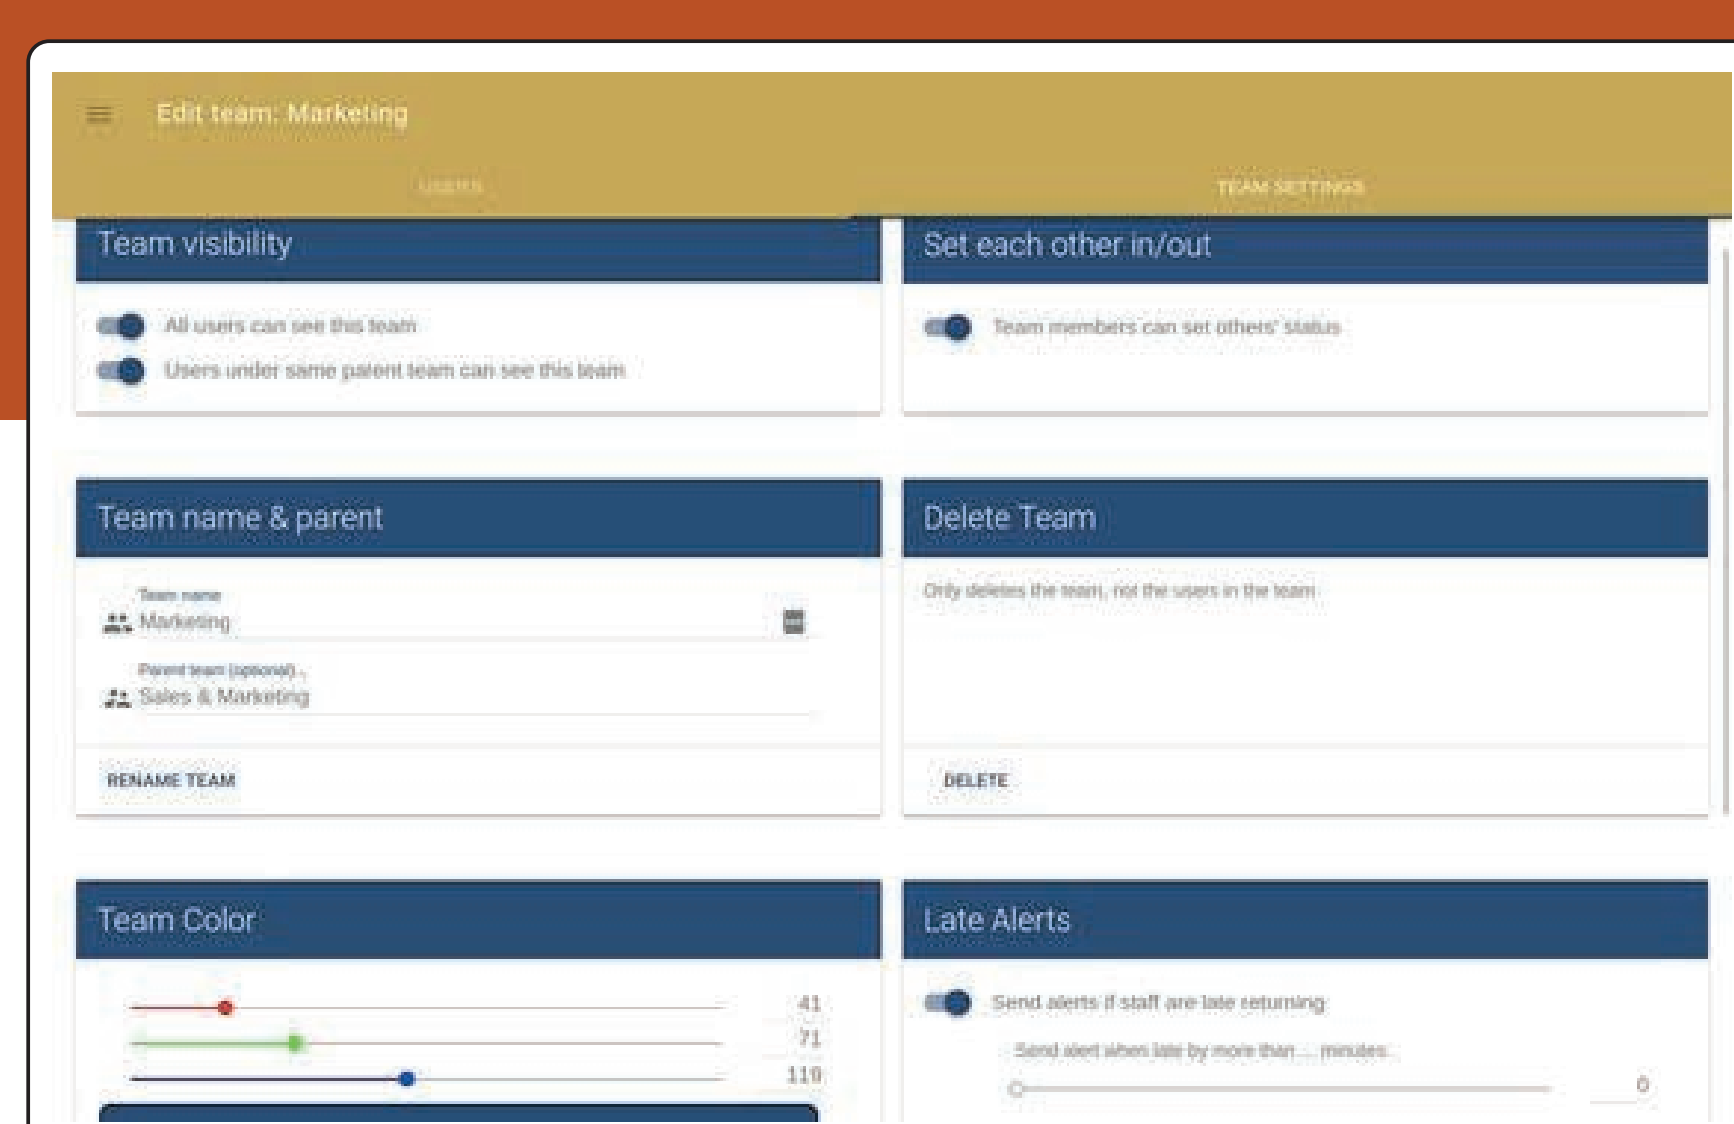 Edit team: Marketing
USERS
TEAM SETTINGS
Team visibility
All users can see this team
Users under same parent team can see this team
Set each other in/out
Team members can set others' status
Team name & parent
Team name
Marketing
Parent team (optional)
Sales & Marketing
RENAME TEAM
Delete Team
Only deletes the team, not the users in the team
DELETE
Team Color
41
71
119
Late Alerts
Send alerts if staff are late returning
Send alert when late by more than ... minutes
0